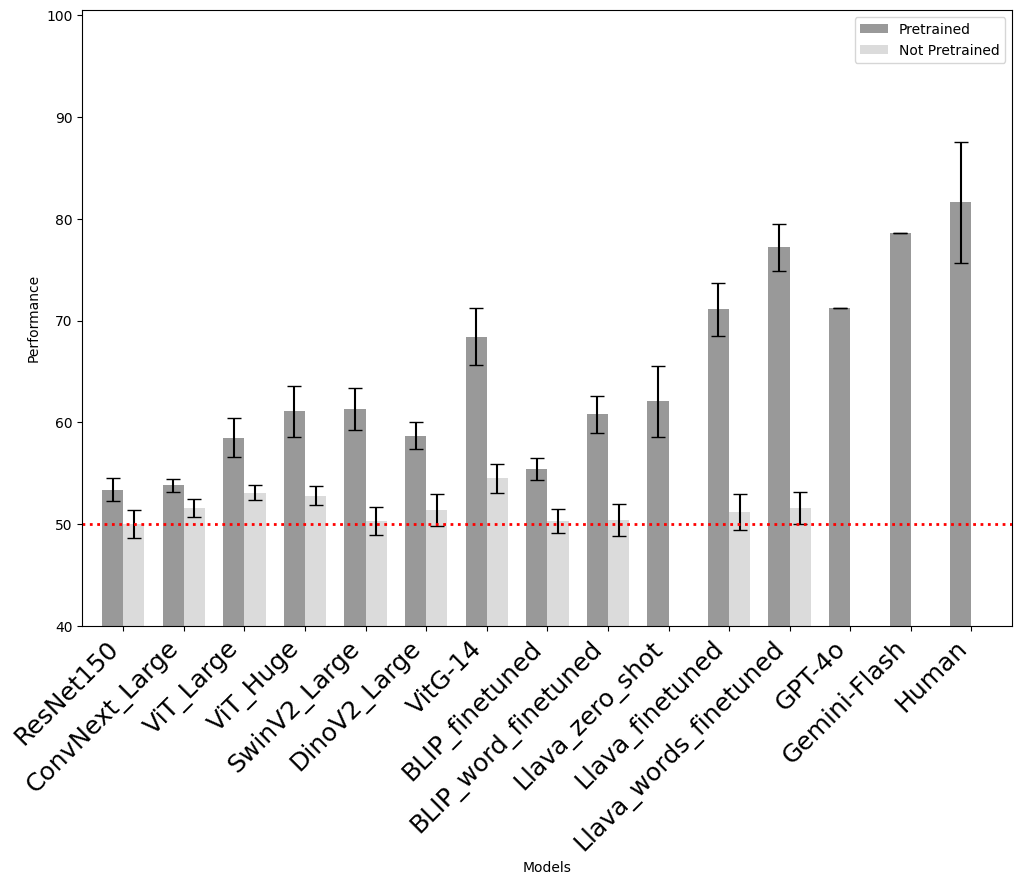 100
90
80
70
60
50
40
Performance
Pretrained
Not Pretrained
ResNet150
ConvNext_Large
ViT_Large
ViT_Huge
SwinV2_Large
DinoV2_Large
VitG-14
BLIP_finetuned
BLIP_word_finetuned
Llava_zero_shot
Llava_finetuned
Llava_words_finetuned
GPT-4o
Gemini-Flash
Human
Models